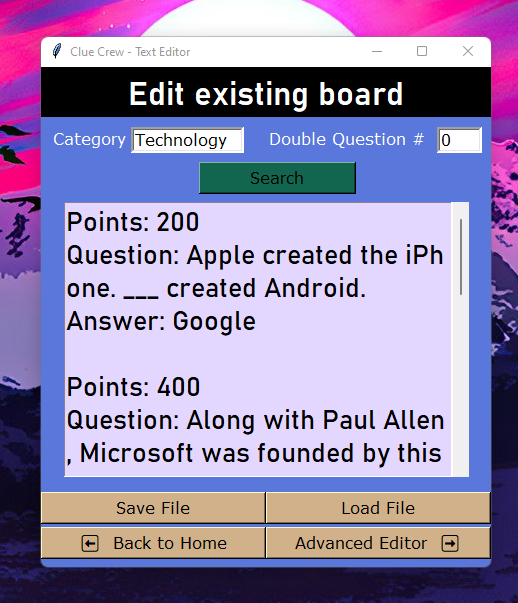 Clue Crew - Text Editor
Edit existing board
Category Technology Double Question # 0
Search
Points: 200
Question: Apple created the iPh
one. ___ created Android.
Answer: Google
Points: 400
Question: Along with Paul Allen
, Microsoft was founded by this
Save File Load File
Back to Home Advanced Editor